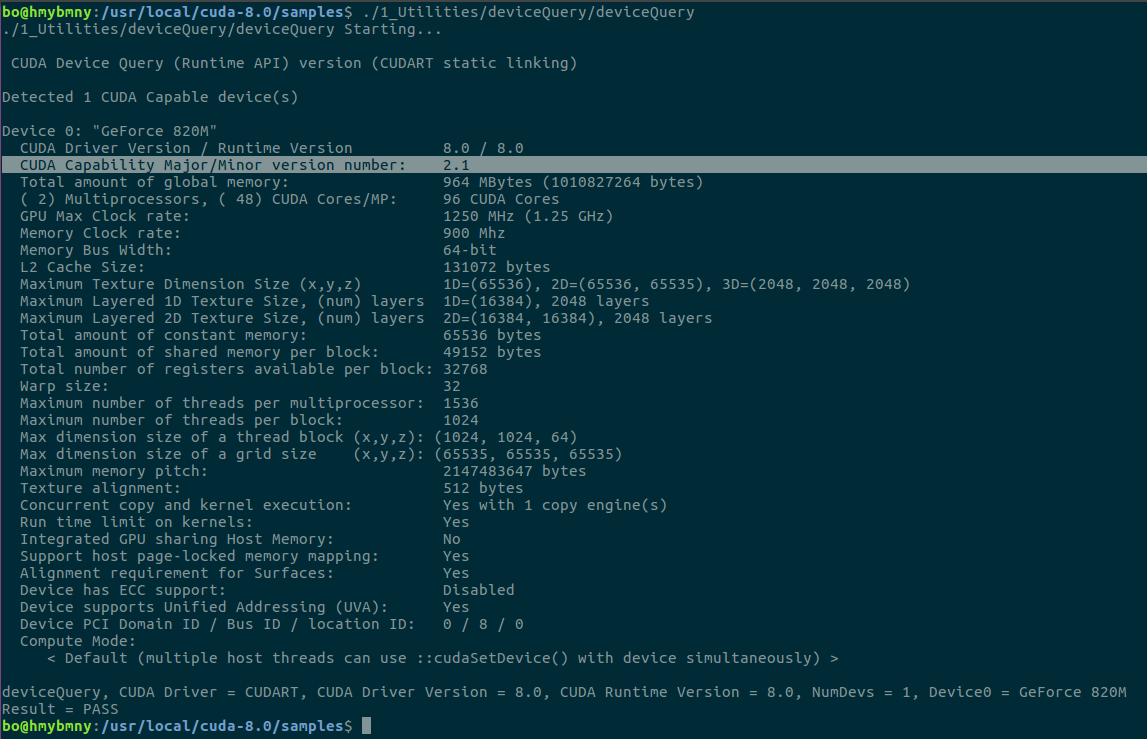 bo@hmybmny:/usr/local/cuda-8.0/samples$ ./1_Utilities/deviceQuery/deviceQuery
./1_Utilities/deviceQuery/deviceQuery Starting...

 CUDA Device Query (Runtime API) version (CUDART static linking)

Detected 1 CUDA Capable device(s)

Device 0: "GeForce 820M"
  CUDA Driver Version / Runtime Version          8.0 / 8.0
  CUDA Capability Major/Minor version number:    2.1
  Total amount of global memory:                 964 MBytes (1010827264 bytes)
  ( 2) Multiprocessors, ( 48) CUDA Cores/MP:     96 CUDA Cores
  GPU Max Clock rate:                            1250 MHz (1.25 GHz)
  Memory Clock rate:                             900 Mhz
  Memory Bus Width:                              64-bit
  L2 Cache Size:                                 131072 bytes
  Maximum Texture Dimension Size (x,y,z)         1D=(65536), 2D=(65536, 65535), 3D=(2048, 2048, 2048)
  Maximum Layered 1D Texture Size, (num) layers  1D=(16384), 2048 layers
  Maximum Layered 2D Texture Size, (num) layers  2D=(16384, 16384), 2048 layers
  Total amount of constant memory:               65536 bytes
  Total amount of shared memory per block:       49152 bytes
  Total number of registers available per block: 32768
  Warp size:                                     32
  Maximum number of threads per multiprocessor:  1536
  Maximum number of threads per block:           1024
  Max dimension size of a thread block (x,y,z): (1024, 1024, 64)
  Max dimension size of a grid size    (x,y,z): (65535, 65535, 65535)
  Maximum memory pitch:                          2147483647 bytes
  Texture alignment:                             512 bytes
  Concurrent copy and kernel execution:          Yes with 1 copy engine(s)
  Run time limit on kernels:                     Yes
  Integrated GPU sharing Host Memory:            No
  Support host page-locked memory mapping:       Yes
  Alignment requirement for Surfaces:            Yes
  Device has ECC support:                        Disabled
  Device supports Unified Addressing (UVA):      Yes
  Device PCI Domain ID / Bus ID / location ID:   0 / 8 / 0
  Compute Mode:
     < Default (multiple host threads can use ::cudaSetDevice() with device simultaneously) >

deviceQuery, CUDA Driver = CUDART, CUDA Driver Version = 8.0, CUDA Runtime Version = 8.0, NumDevs = 1, Device0 = GeForce 820M
Result = PASS
bo@hmybmny:/usr/local/cuda-8.0/samples$